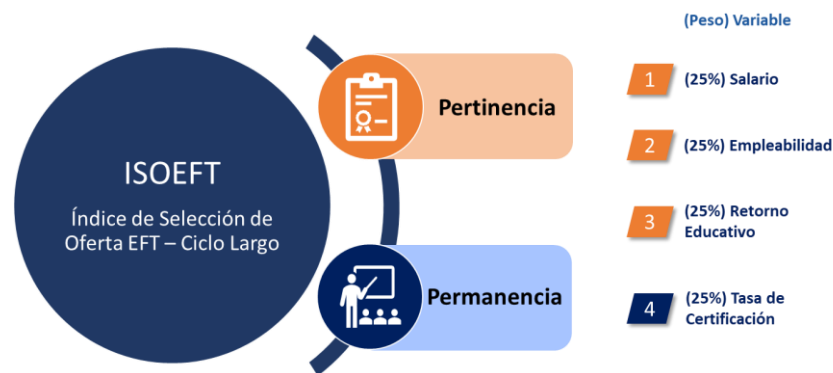 ISOEFT
Índice de Selección de
Oferta EFT – Ciclo Largo
Pertinencia
Permanencia
(Peso) Variable
1 (25%) Salario
2 (25%) Empleabilidad
3 (25%) Retorno
Educativo
4 (25%) Tasa de
Certificación